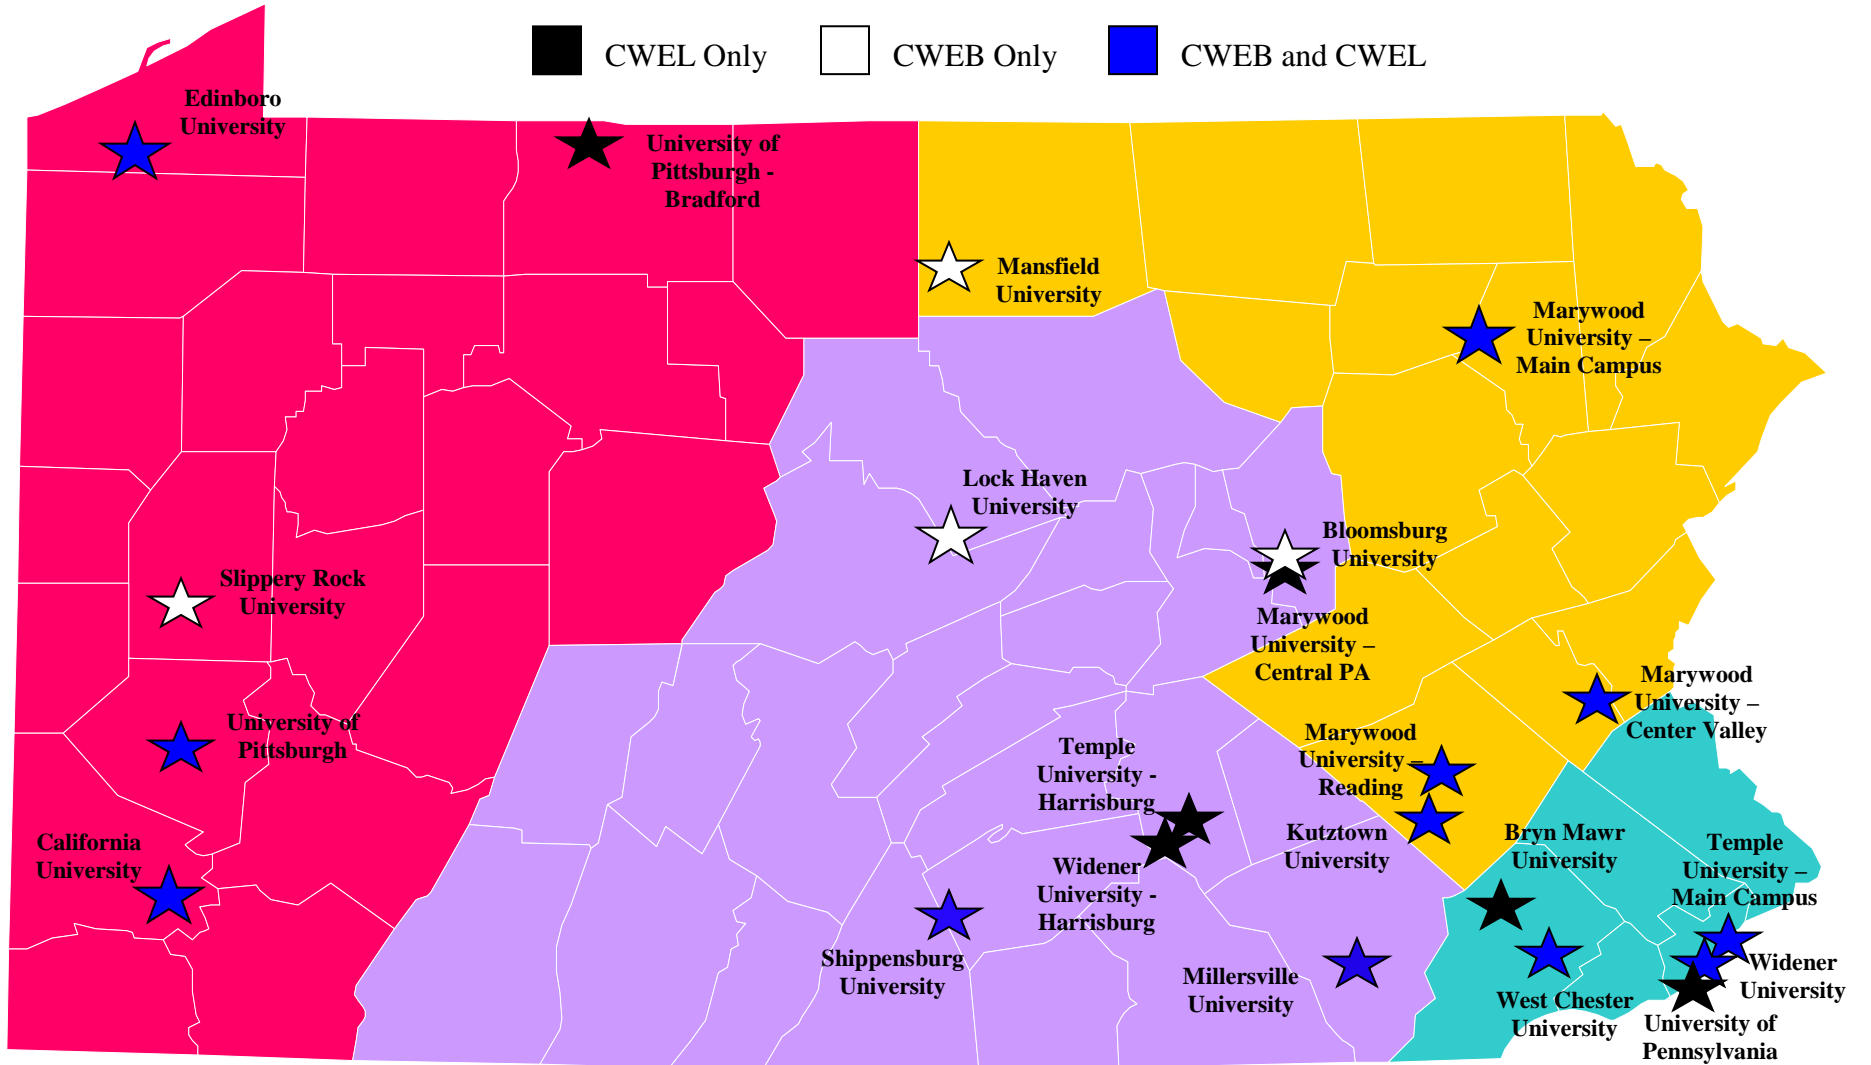 CWEL Only
CWEB Only
CWEB and CWEL
Edinboro
University
University of
Pittsburgh -
Bradford
Mansfield
University
Marywood
University –
Main Campus
Lock Haven
University
Bloomsburg
University
Slippery Rock
University
Marywood
University –
Central PA
Marywood
University –
Center Valley
University of
Pittsburgh
Temple
University -
Harrisburg
Marywood
University –
Reading
California
University
Kutztown
University
Bryn Mawr
University
Temple
University –
Main Campus
Widener
University -
Harrisburg
Shippensburg
University
Millersville
University
West Chester
University
Widener
University
University of
Pennsylvania